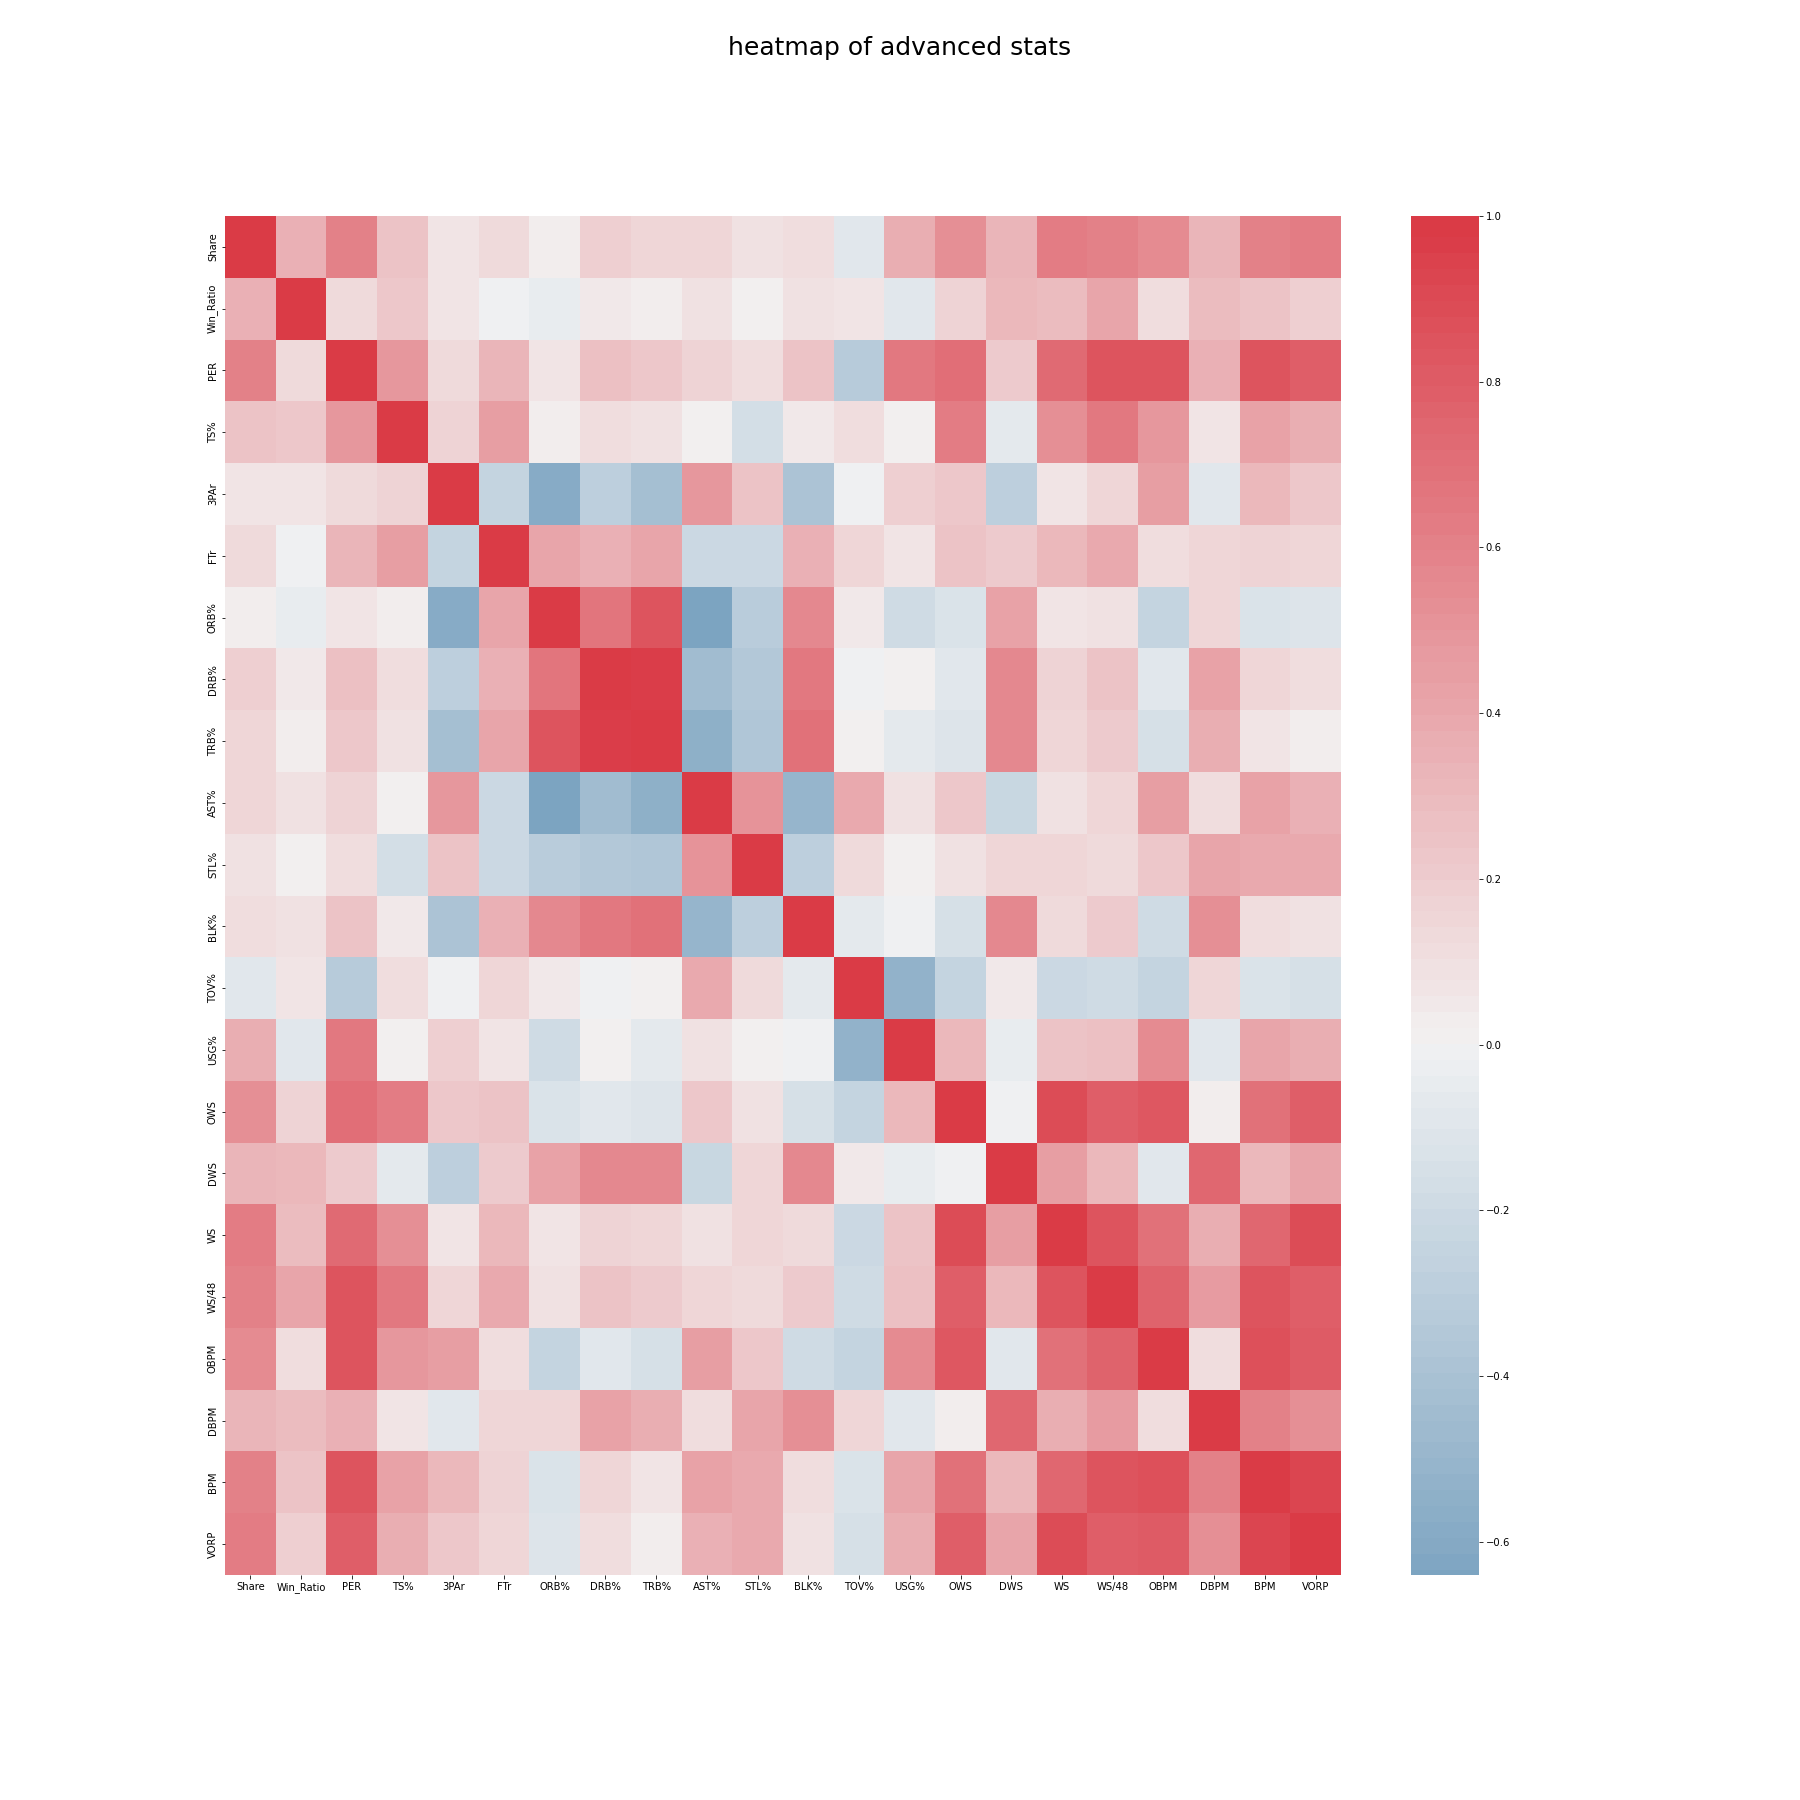 heatmap of advanced stats
Share
Win_Ratio
PER
TS%
3PAr
FTr
ORB%
DRB%
TRB%
AST%
STL%
BLK%
TOV%
USG%
OWS
DWS
WS
WS/48
OBPM
DBPM
BPM
VORP
Share Win_Ratio PER TS% 3PAr FTr ORB% DRB% TRB% AST% STL% BLK% TOV% USG% OWS DWS WS WS/48 OBPM DBPM BPM VORP
1.0
0.8
0.6
0.4
0.2
0.0
−0.2
−0.4
−0.6